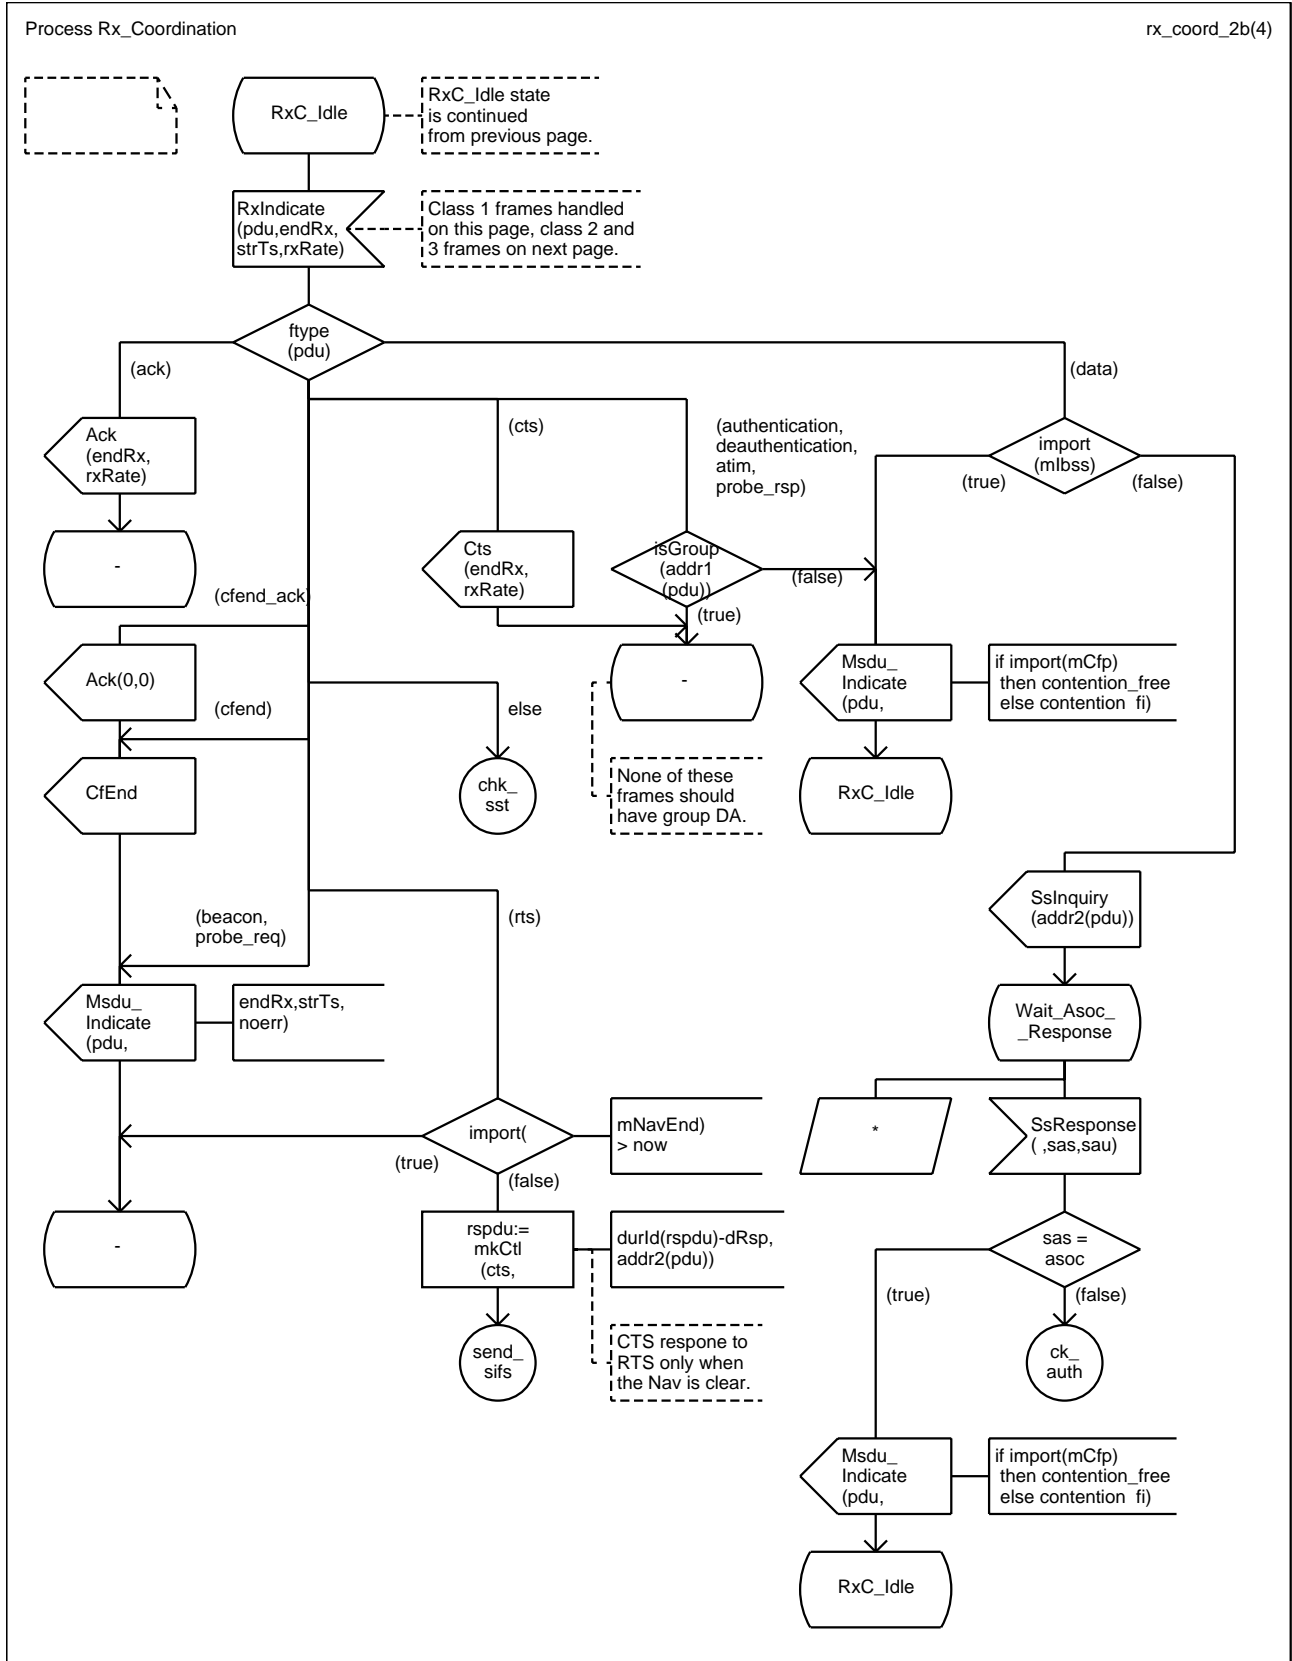 Process Rx_Coordination
rx_coord_2b(4)
RxC_Idle
RxC_Idle state
is continued
from previous page.
RxIndicate
(pdu,endRx,
strTs,rxRate)
Class 1 frames handled
on this page, class 2 and
3 frames on next page.
ftype
(pdu)
(ack)
(data)
Ack
(endRx,
rxRate)
(cts)
(authentication,
deauthentication,
atim,
probe_rsp)
import
(mIbss)
(true)
(false)
-
Cts
(endRx,
rxRate)
isGroup
(addr1
(pdu))
(false)
(true)
(cfend_ack)
Ack(0,0)
(cfend)
else
-
Msdu_
Indicate
(pdu,
if import(mCfp)
then contention_free
else contention fi)
CfEnd
chk_
sst
None of these
frames should
have group DA.
RxC_Idle
(beacon,
probe_req)
(rts)
SsInquiry
(addr2(pdu))
Msdu_
Indicate
(pdu,
endRx,strTs,
noerr)
Wait_Asoc_
_Response
import(
mNavEnd)
> now
(true)
(false)
*
SsResponse
( ,sas,sau)
-
rspdu:=
mkCtl
(cts,
durId(rspdu)-dRsp,
addr2(pdu))
sas =
asoc
(true)
(false)
send_
sifs
CTS respone to
RTS only when
the Nav is clear.
ck_
auth
Msdu_
Indicate
(pdu,
if import(mCfp)
then contention_free
else contention fi)
RxC_Idle